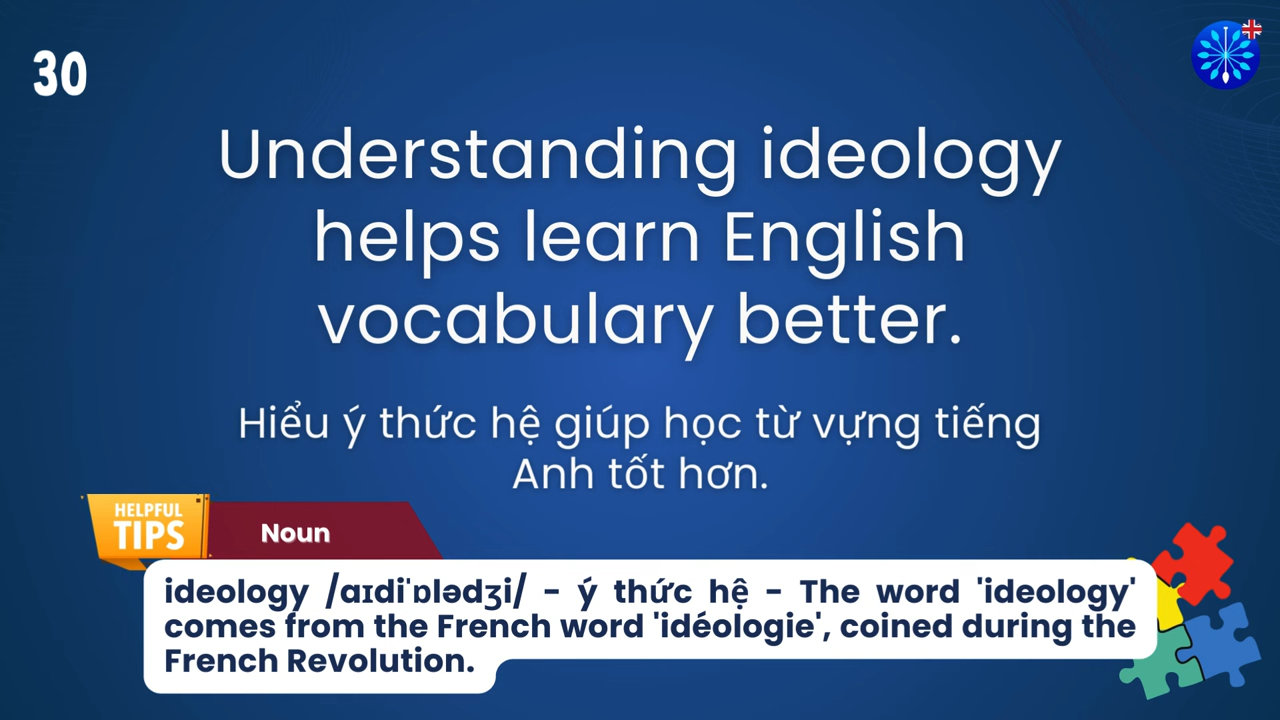 30
Understanding ideology
helps learn English
vocabulary better.
Hiểu ý thức hệ giúp học từ vựng tiếng
Anh tốt hơn.
HELPFUL
TIPS
Noun
ideology /ɑɪdiˈɒlədʒi/ - ý thức hệ - The word 'ideology'
comes from the French word 'idéologie', coined during the
French Revolution.